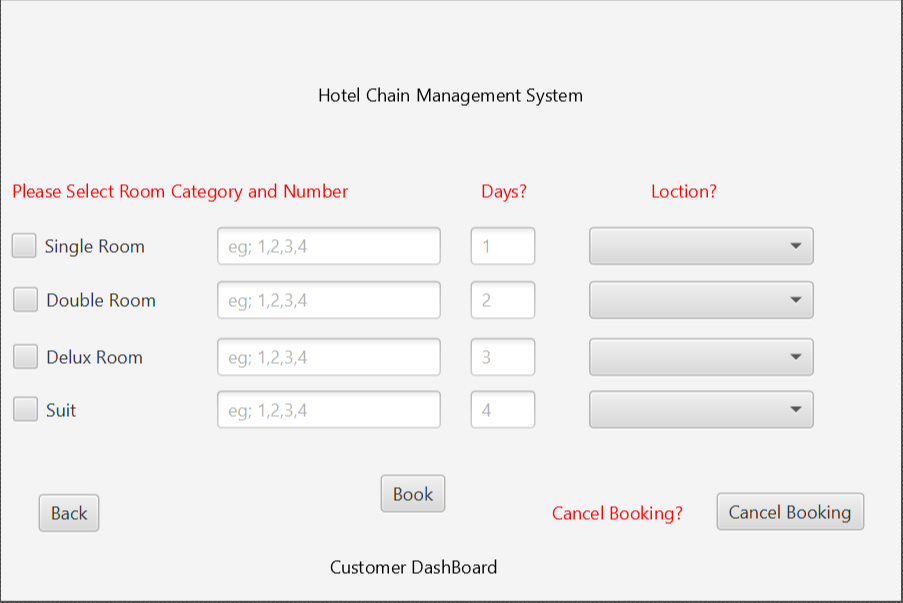 Hotel Chain Management System
Please Select Room Category and Number Days? Loction?
Single Room eg; 1,2,3,4 1
Double Room eg; 1,2,3,4 2
Delux Room eg; 1,2,3,4 3
Suit eg; 1,2,3,4 4
Book
Back Cancel Booking? Cancel Booking
Customer DashBoard